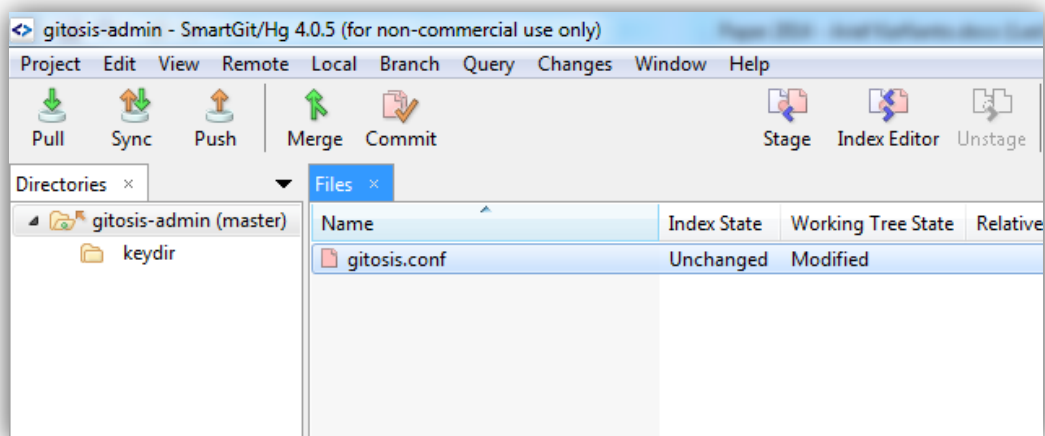 gitosis-admin - SmartGit/Hg 4.0.5 (for non-commercial use only)
Project Edit View Remote Local Branch Query Changes Window Help
Pull Sync Push Merge Commit Stage Index Editor Unstage
Directories Files
gitosis-admin (master) Name Index State Working Tree State Relative
keydir gitosis.conf Unchanged Modified